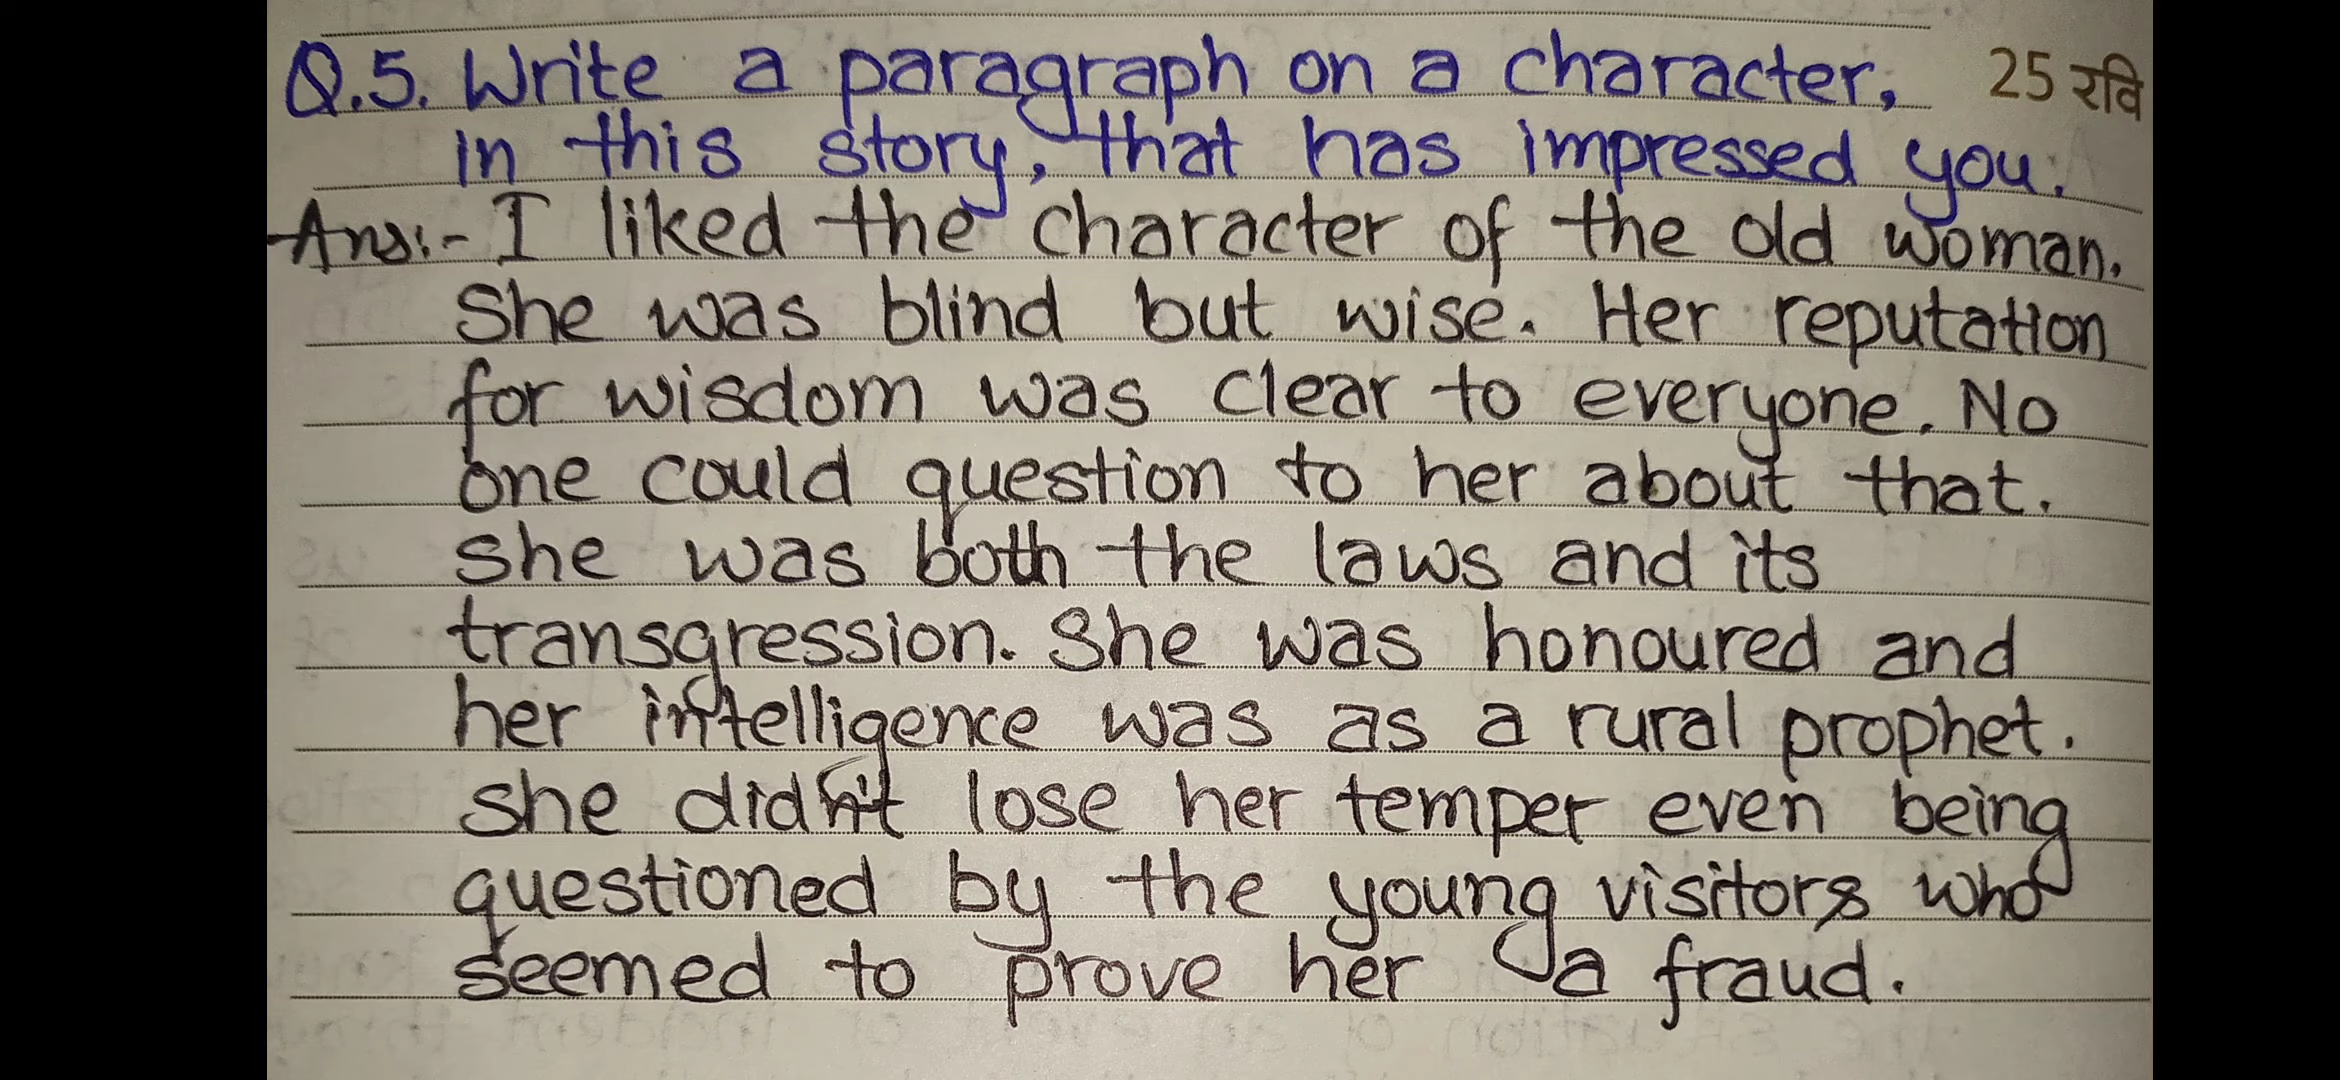 Q.5. Write a paragraph on a character, 25 रवि
in this story, that has impressed you.
Ans:- I liked the character of the old woman.
She was blind but wise. Her reputation
for wisdom was clear to everyone. No
one could question to her about that.
She was both the laws and its
transgression. She was honoured and
her intelligence was as a rural prophet.
She didn't lose her temper even being
questioned by the young visitors who
seemed to prove her a fraud.